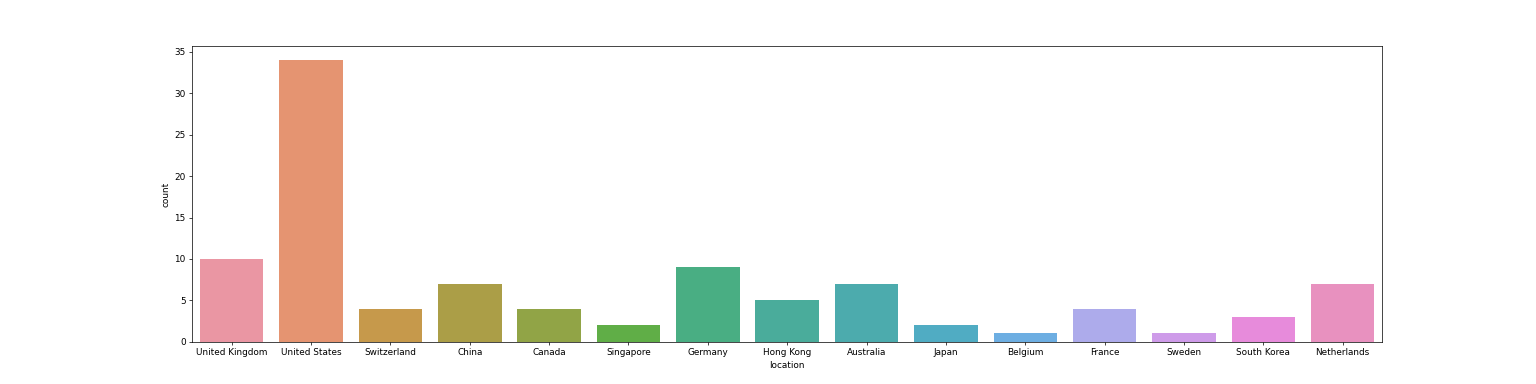 35
30
25
20
15
10
5
0
count
United Kingdom United States Switzerland China Canada Singapore Germany Hong Kong Australia Japan Belgium France Sweden South Korea Netherlands
location